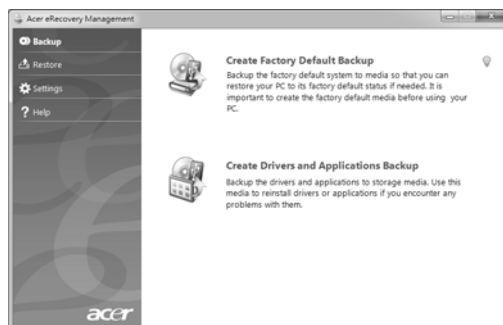 Acer eRecovery Management
Backup
Restore
Settings
Help
Create Factory Default Backup
Backup the factory default system to media so that you can
restore your PC to its factory default status if needed. It is
important to create the factory default media before using your
PC.
Create Drivers and Applications Backup
Backup the drivers and applications to storage media. Use this
media to reinstall drivers or applications if you encounter any
problems with them.
acer